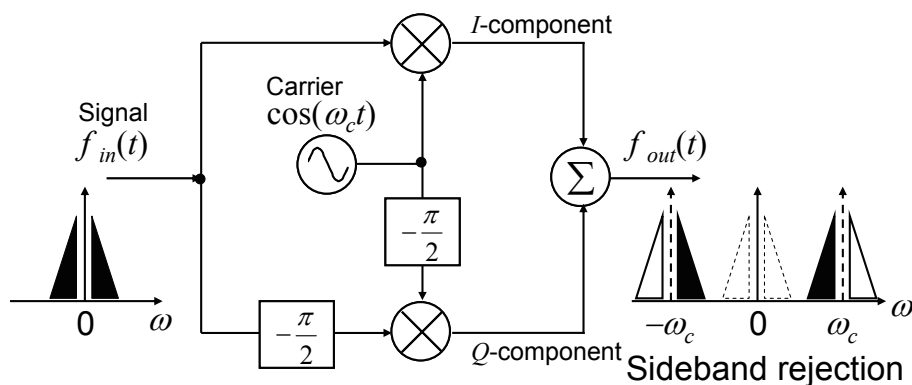 I-component
Carrier
cos(ω_c t)
Signal
f_in(t)
f_out(t)
Σ
−π/2
−π/2
0
ω
−ω_c
0
ω_c
ω
Q-component
Sideband rejection